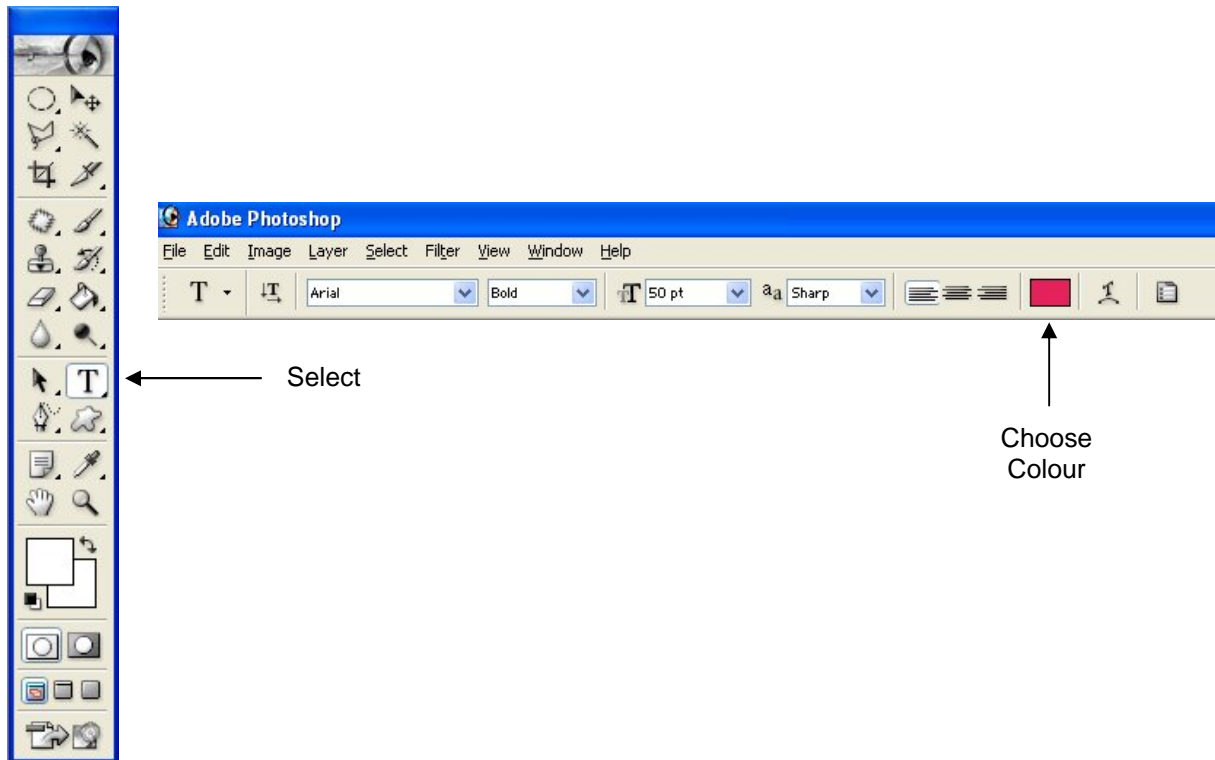 Adobe Photoshop
File Edit Image Layer Select Filter View Window Help
T Arial Bold T 50 pt aa Sharp
T
Select
Choose
Colour